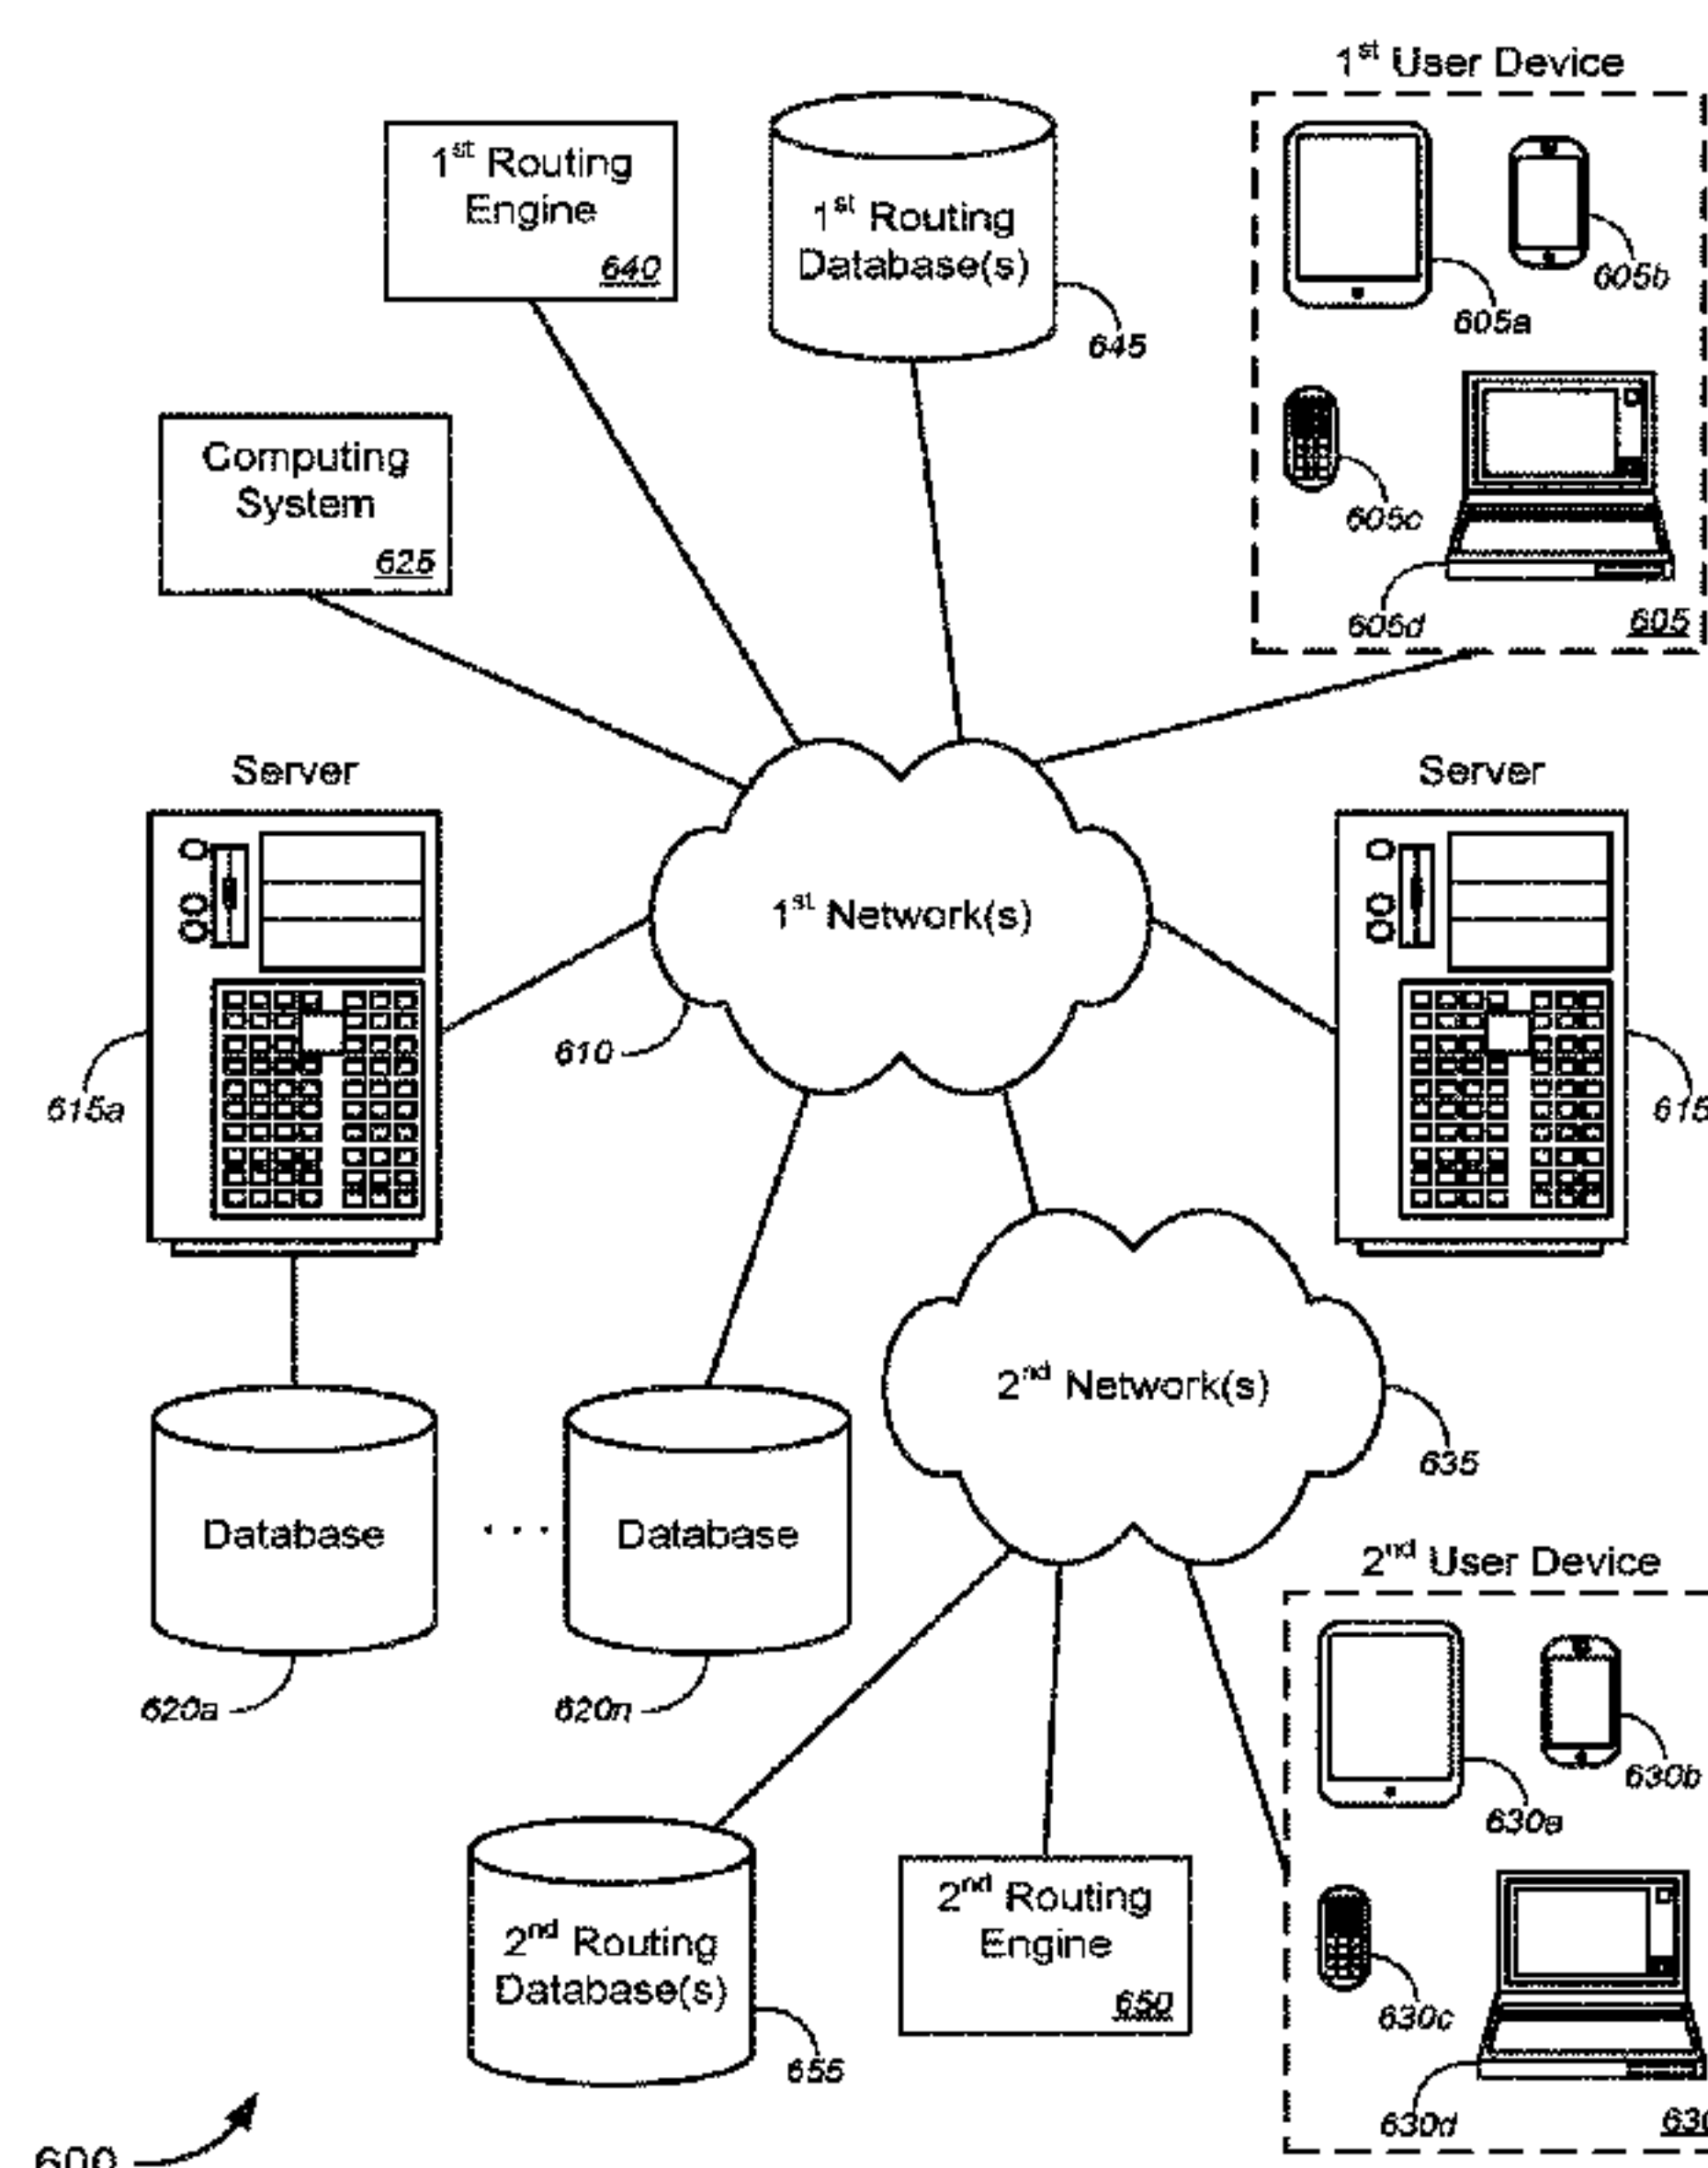 1st User Device
1st Routing
Engine
640
1st Routing
Database(s)
645
605a
605b
605c
605d
605
Computing
System
625
Server
615a
1st Network(s)
610
Server
615
2nd Network(s)
635
Database
620a
. . .
Database
620n
2nd User Device
630a
630b
630c
630d
630
2nd Routing
Database(s)
655
2nd Routing
Engine
650
600